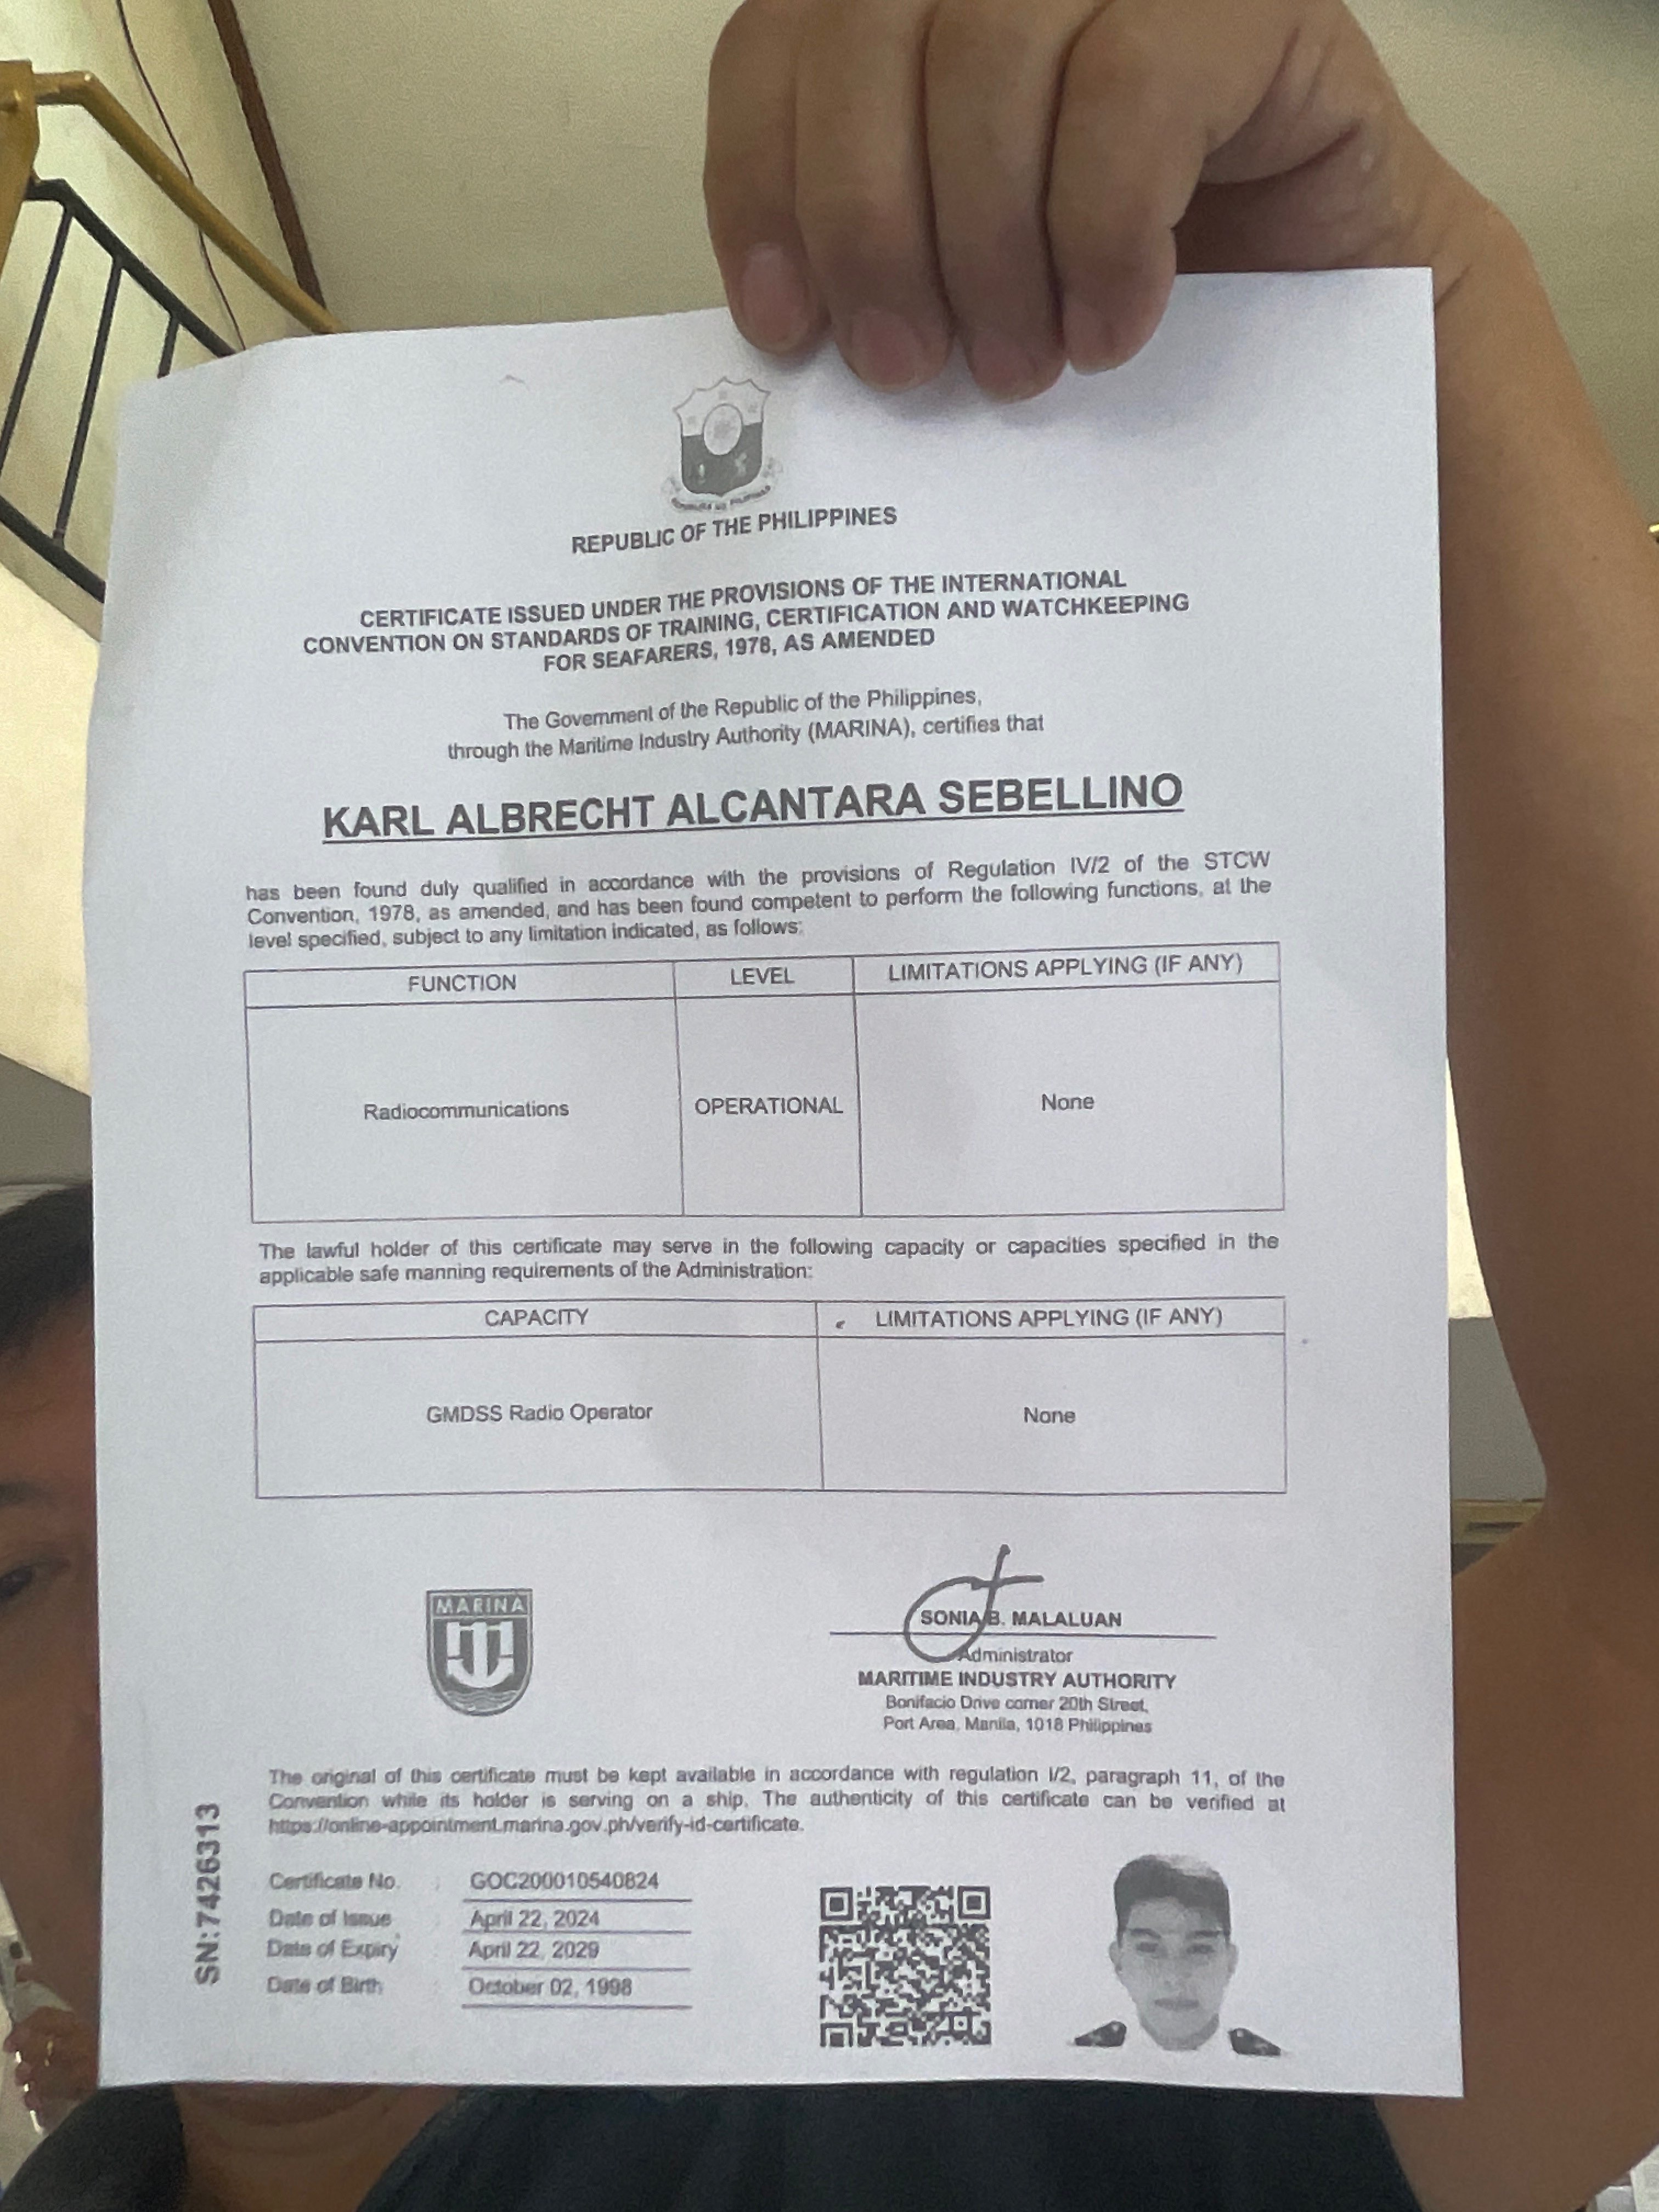 REPUBLIC OF THE PHILIPPINES
CERTIFICATE ISSUED UNDER THE PROVISIONS OF THE INTERNATIONAL
CONVENTION ON STANDARDS OF TRAINING, CERTIFICATION AND WATCHKEEPING
FOR SEAFARERS, 1978, AS AMENDED
The Government of the Republic of the Philippines,
through the Maritime Industry Authority (MARINA), certifies that
KARL ALBRECHT ALCANTARA SEBELLINO
has been found duly qualified in accordance with the provisions of Regulation IV/2 of the STCW
Convention, 1978, as amended, and has been found competent to perform the following functions, at the
level specified, subject to any limitation indicated, as follows:
FUNCTION LEVEL LIMITATIONS APPLYING (IF ANY)
Radiocommunications OPERATIONAL None
The lawful holder of this certificate may serve in the following capacity or capacities specified in the
applicable safe manning requirements of the Administration:
CAPACITY LIMITATIONS APPLYING (IF ANY)
GMDSS Radio Operator None
MARINA
SONIA B. MALALUAN
Administrator
MARITIME INDUSTRY AUTHORITY
Bonifacio Drive corner 20th Street,
Port Area, Manila, 1018 Philippines
The original of this certificate must be kept available in accordance with regulation I/2, paragraph 11, of the
Convention while its holder is serving on a ship. The authenticity of this certificate can be verified at
https://online-appointment.marina.gov.ph/verify-id-certificate.
SN:7426313
Certificate No. : GOC200010540824
Date of Issue : April 22, 2024
Date of Expiry : April 22, 2029
Date of Birth : October 02, 1998